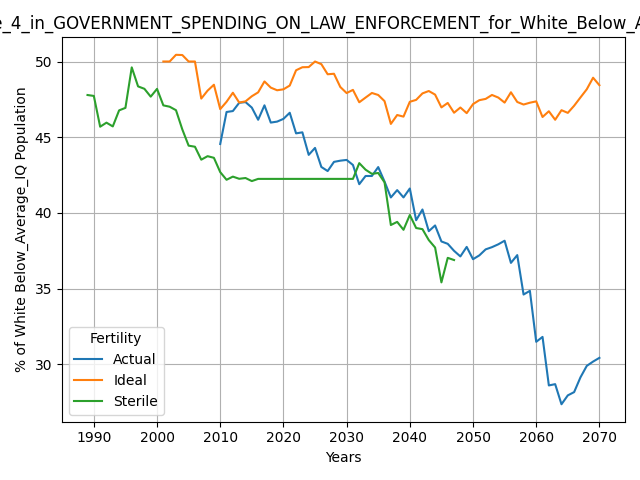 e_4_in_GOVERNMENT_SPENDING_ON_LAW_ENFORCEMENT_for_White_Below_A
% of White Below_Average_IQ Population
50
45
40
35
30
Fertility
Actual
Ideal
Sterile
1990 2000 2010 2020 2030 2040 2050 2060 2070
Years